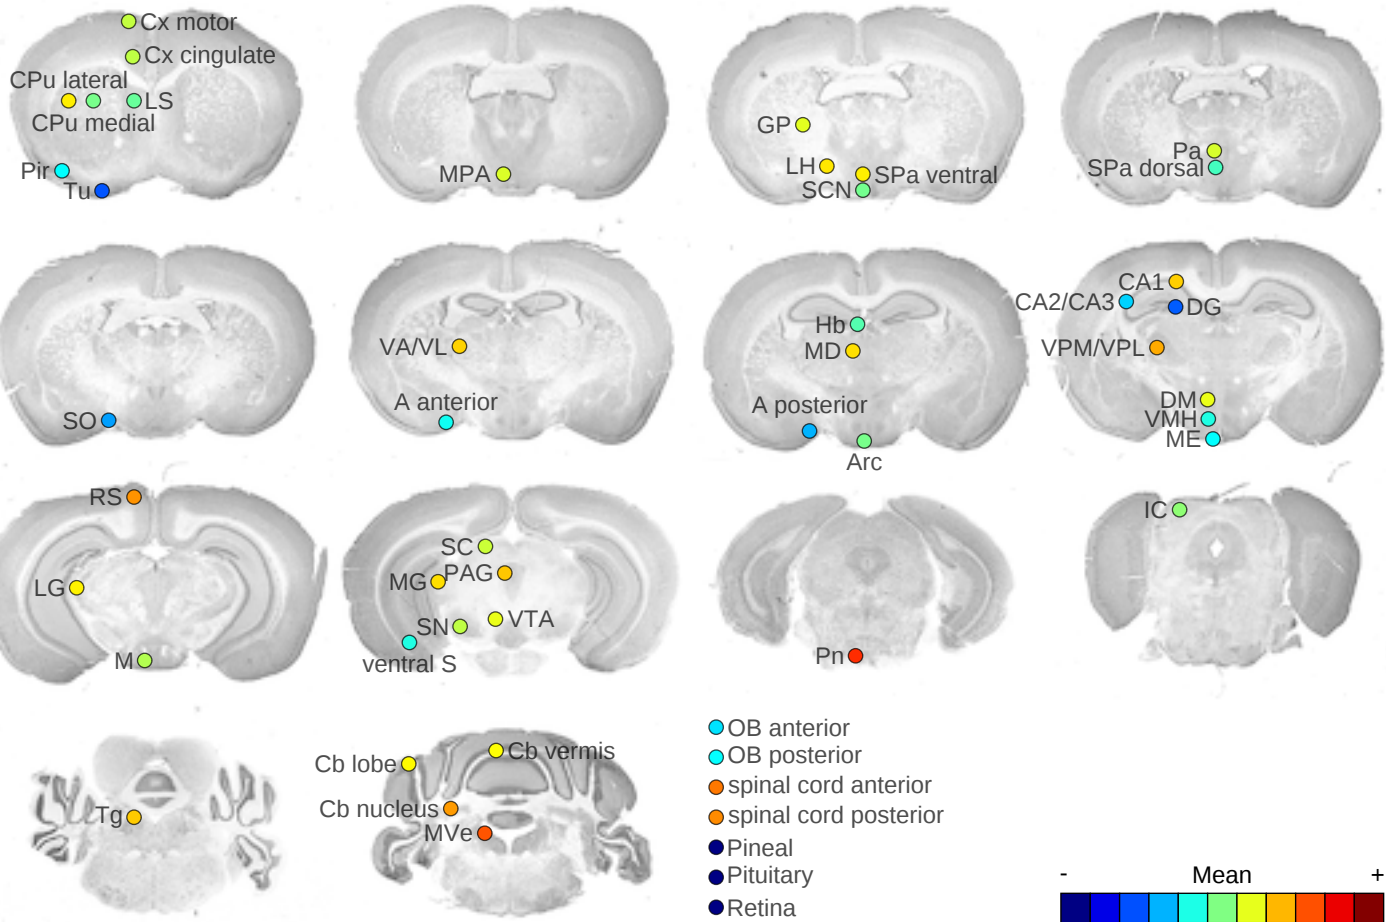 Cx motor
Cx cingulate
CPu lateral
LS
CPu medial
Pir
Tu
MPA
GP
LH
SPa ventral
SCN
Pa
SPa dorsal
SO
VA/VL
A anterior
Hb
MD
A posterior
Arc
CA1
CA2/CA3
DG
VPM/VPL
DM
VMH
ME
RS
LG
M
SC
MG
PAG
SN
VTA
ventral S
Pn
IC
Tg
Cb lobe
Cb vermis
Cb nucleus
MVe
OB anterior
OB posterior
spinal cord anterior
spinal cord posterior
Pineal
Pituitary
Retina
- Mean +